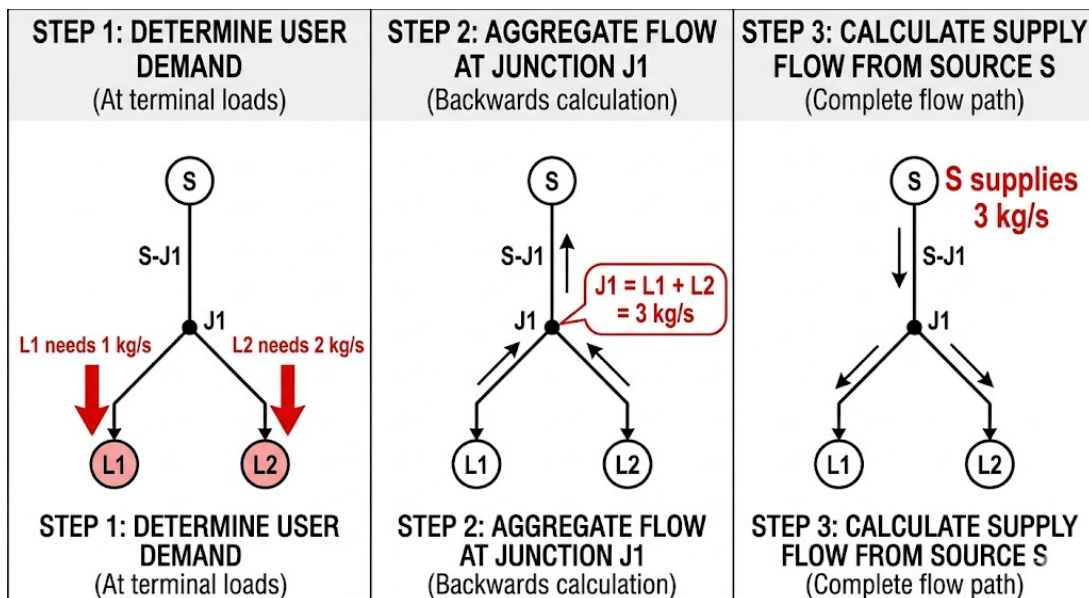 STEP 1: DETERMINE USER
DEMAND
(At terminal loads)
S
S-J1
J1
L1 needs 1 kg/s
L2 needs 2 kg/s
L1
L2
STEP 1: DETERMINE USER
DEMAND
(At terminal loads)
STEP 2: AGGREGATE FLOW
AT JUNCTION J1
(Backwards calculation)
S
S-J1
J1 = L1 + L2
= 3 kg/s
J1
L1
L2
STEP 2: AGGREGATE FLOW
AT JUNCTION J1
(Backwards calculation)
STEP 3: CALCULATE SUPPLY
FLOW FROM SOURCE S
(Complete flow path)
S
S supplies
3 kg/s
S-J1
J1
L1
L2
STEP 3: CALCULATE SUPPLY
FLOW FROM SOURCE S
(Complete flow path)